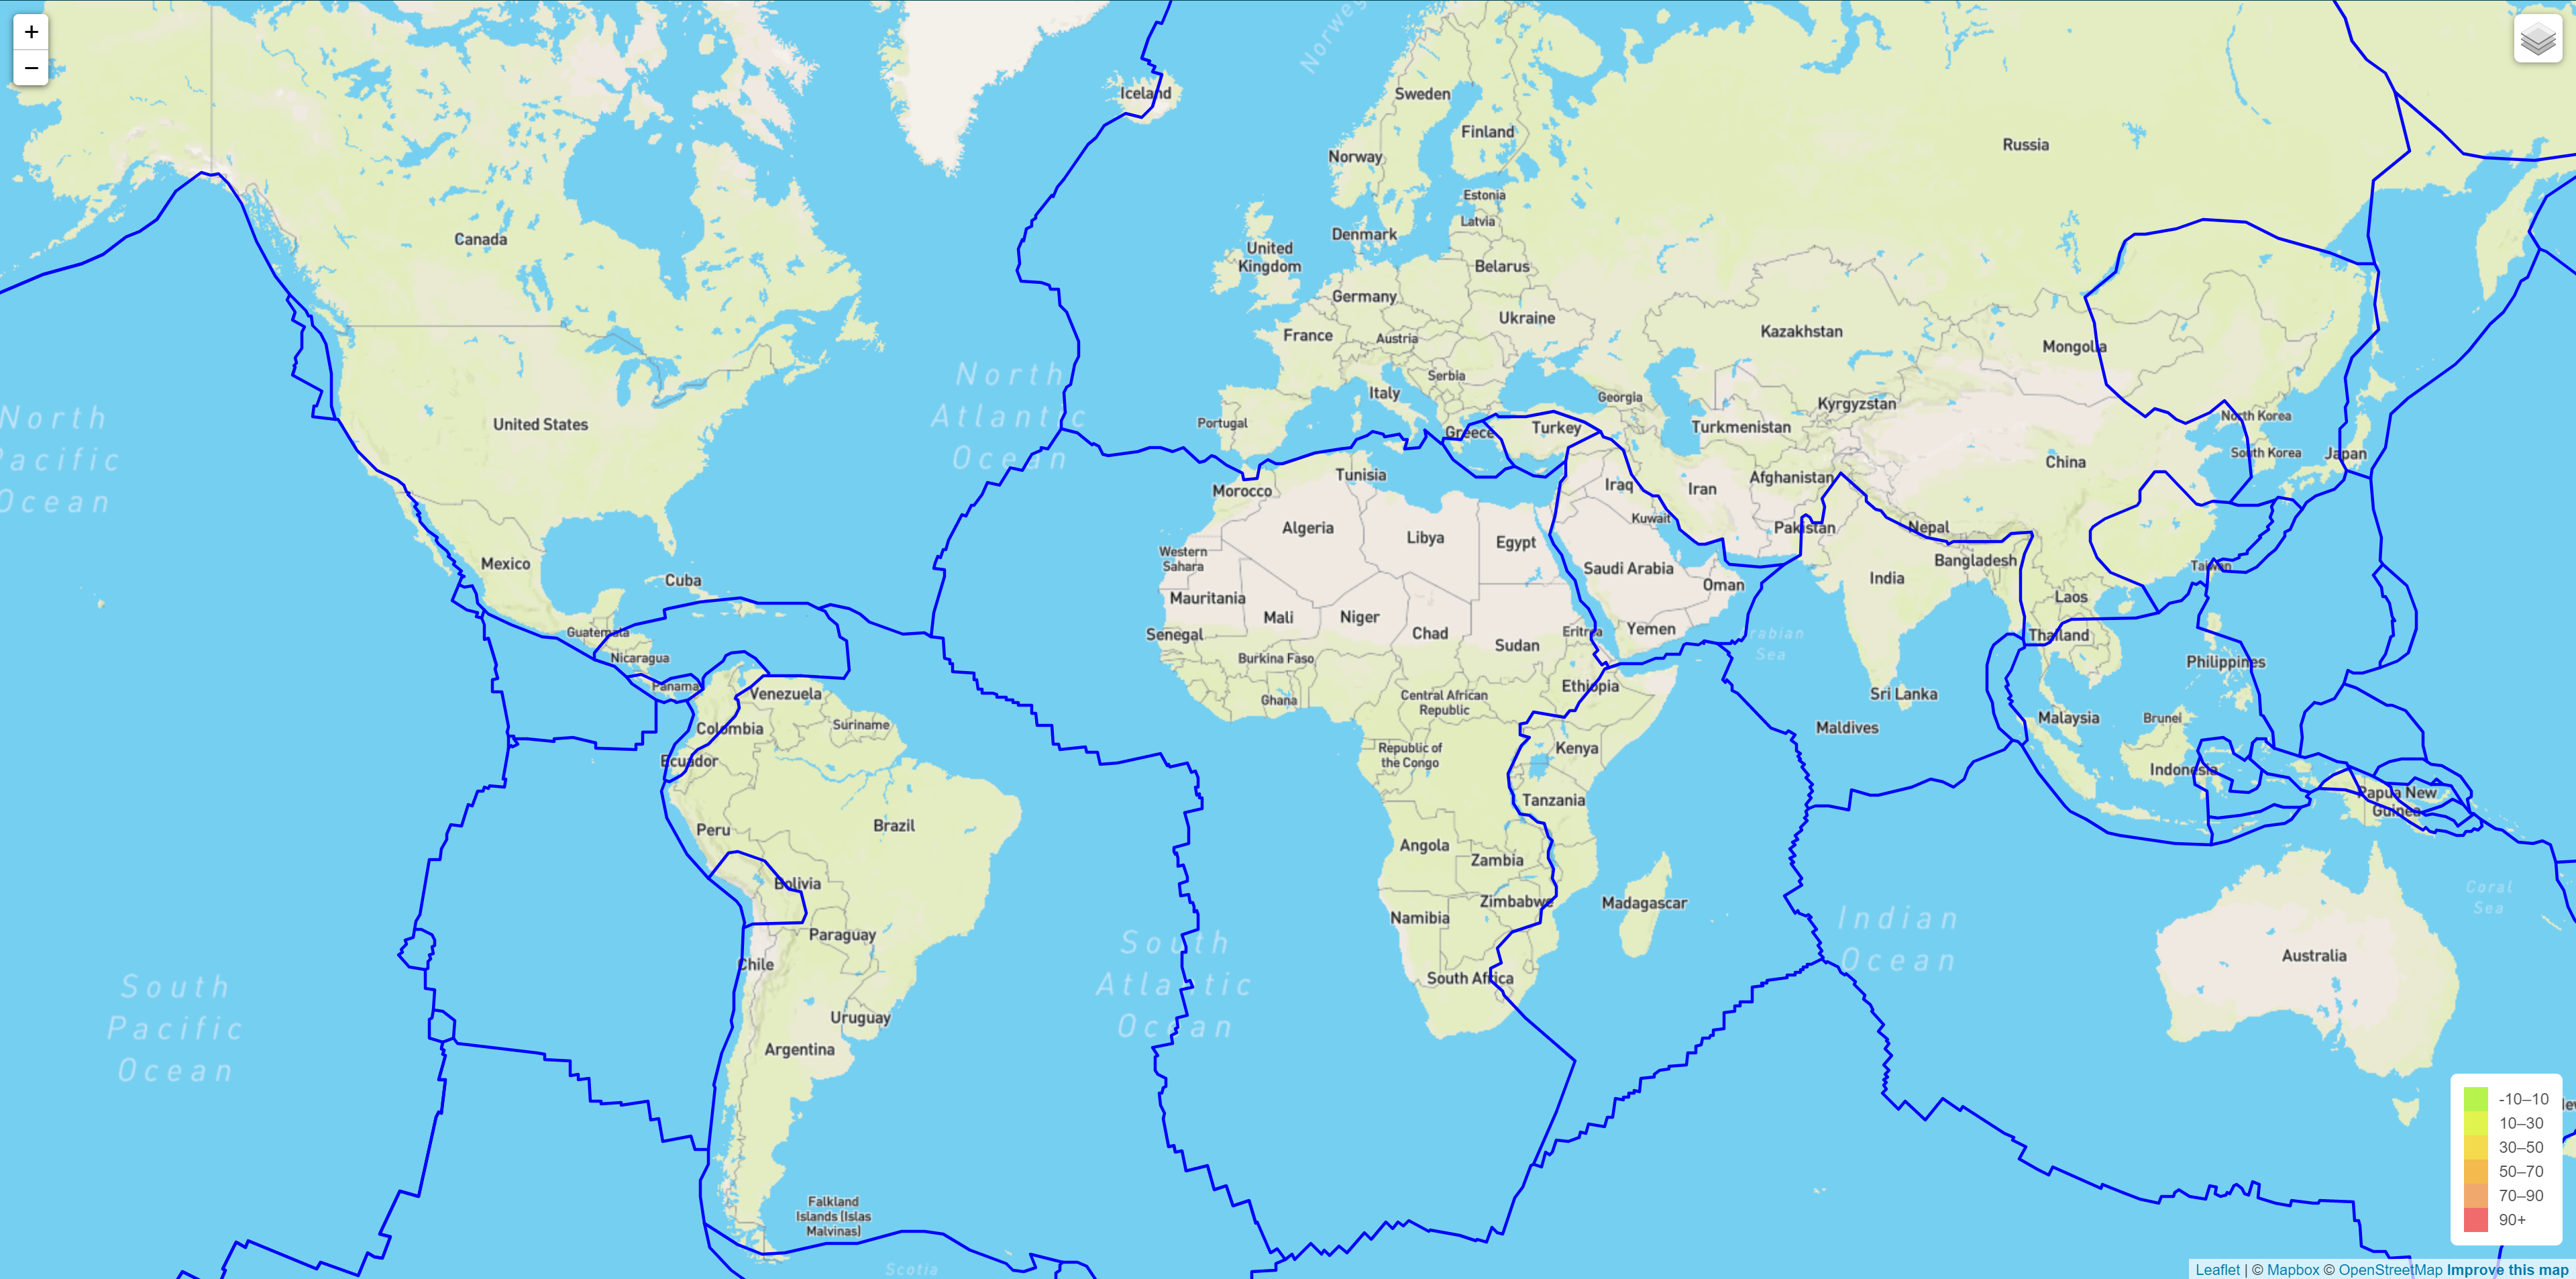 +
−
Iceland
Norweg
Sweden
Finland
Norway
Russia
Estonia
Latvia
Denmark
Canada
United
Kingdom
Belarus
Germany
Ukraine
France
Austria
Kazakhstan
Mongolia
Serbia
Italy
Georgia
Kyrgyzstan
North
Atlantic
Ocean
North
Pacific
Ocean
United States
Portugal
Greece
Turkey
Turkmenistan
North Korea
South Korea
Japan
China
Tunisia
Morocco
Afghanistan
Iraq
Iran
Kuwait
Pakistan
Nepal
Algeria
Libya
Egypt
Western
Sahara
Bangladesh
Mexico
Cuba
Saudi Arabia
Oman
India
Taiwan
Laos
Mauritania
Mali
Niger
Chad
Sudan
Eritrea
Yemen
Arabian
Sea
Thailand
Senegal
Guatemala
Nicaragua
Burkina Faso
Philippines
Panama
Venezuela
Ghana
Central African
Republic
Ethiopia
Sri Lanka
Malaysia
Brunei
Maldives
Colombia
Suriname
Ecuador
Republic of
the Congo
Kenya
Indonesia
Tanzania
Papua New
Guinea
Peru
Brazil
Angola
Zambia
Bolivia
Zimbabwe
Madagascar
Namibia
Coral
Sea
Paraguay
Chile
South
Atlantic
Ocean
Indian
Ocean
Australia
South Africa
South
Pacific
Ocean
Uruguay
Argentina
Falkland
Islands (Islas
Malvinas)
Scotia
-10–10
10–30
30–50
50–70
70–90
90+
Leaflet | © Mapbox © OpenStreetMap Improve this map